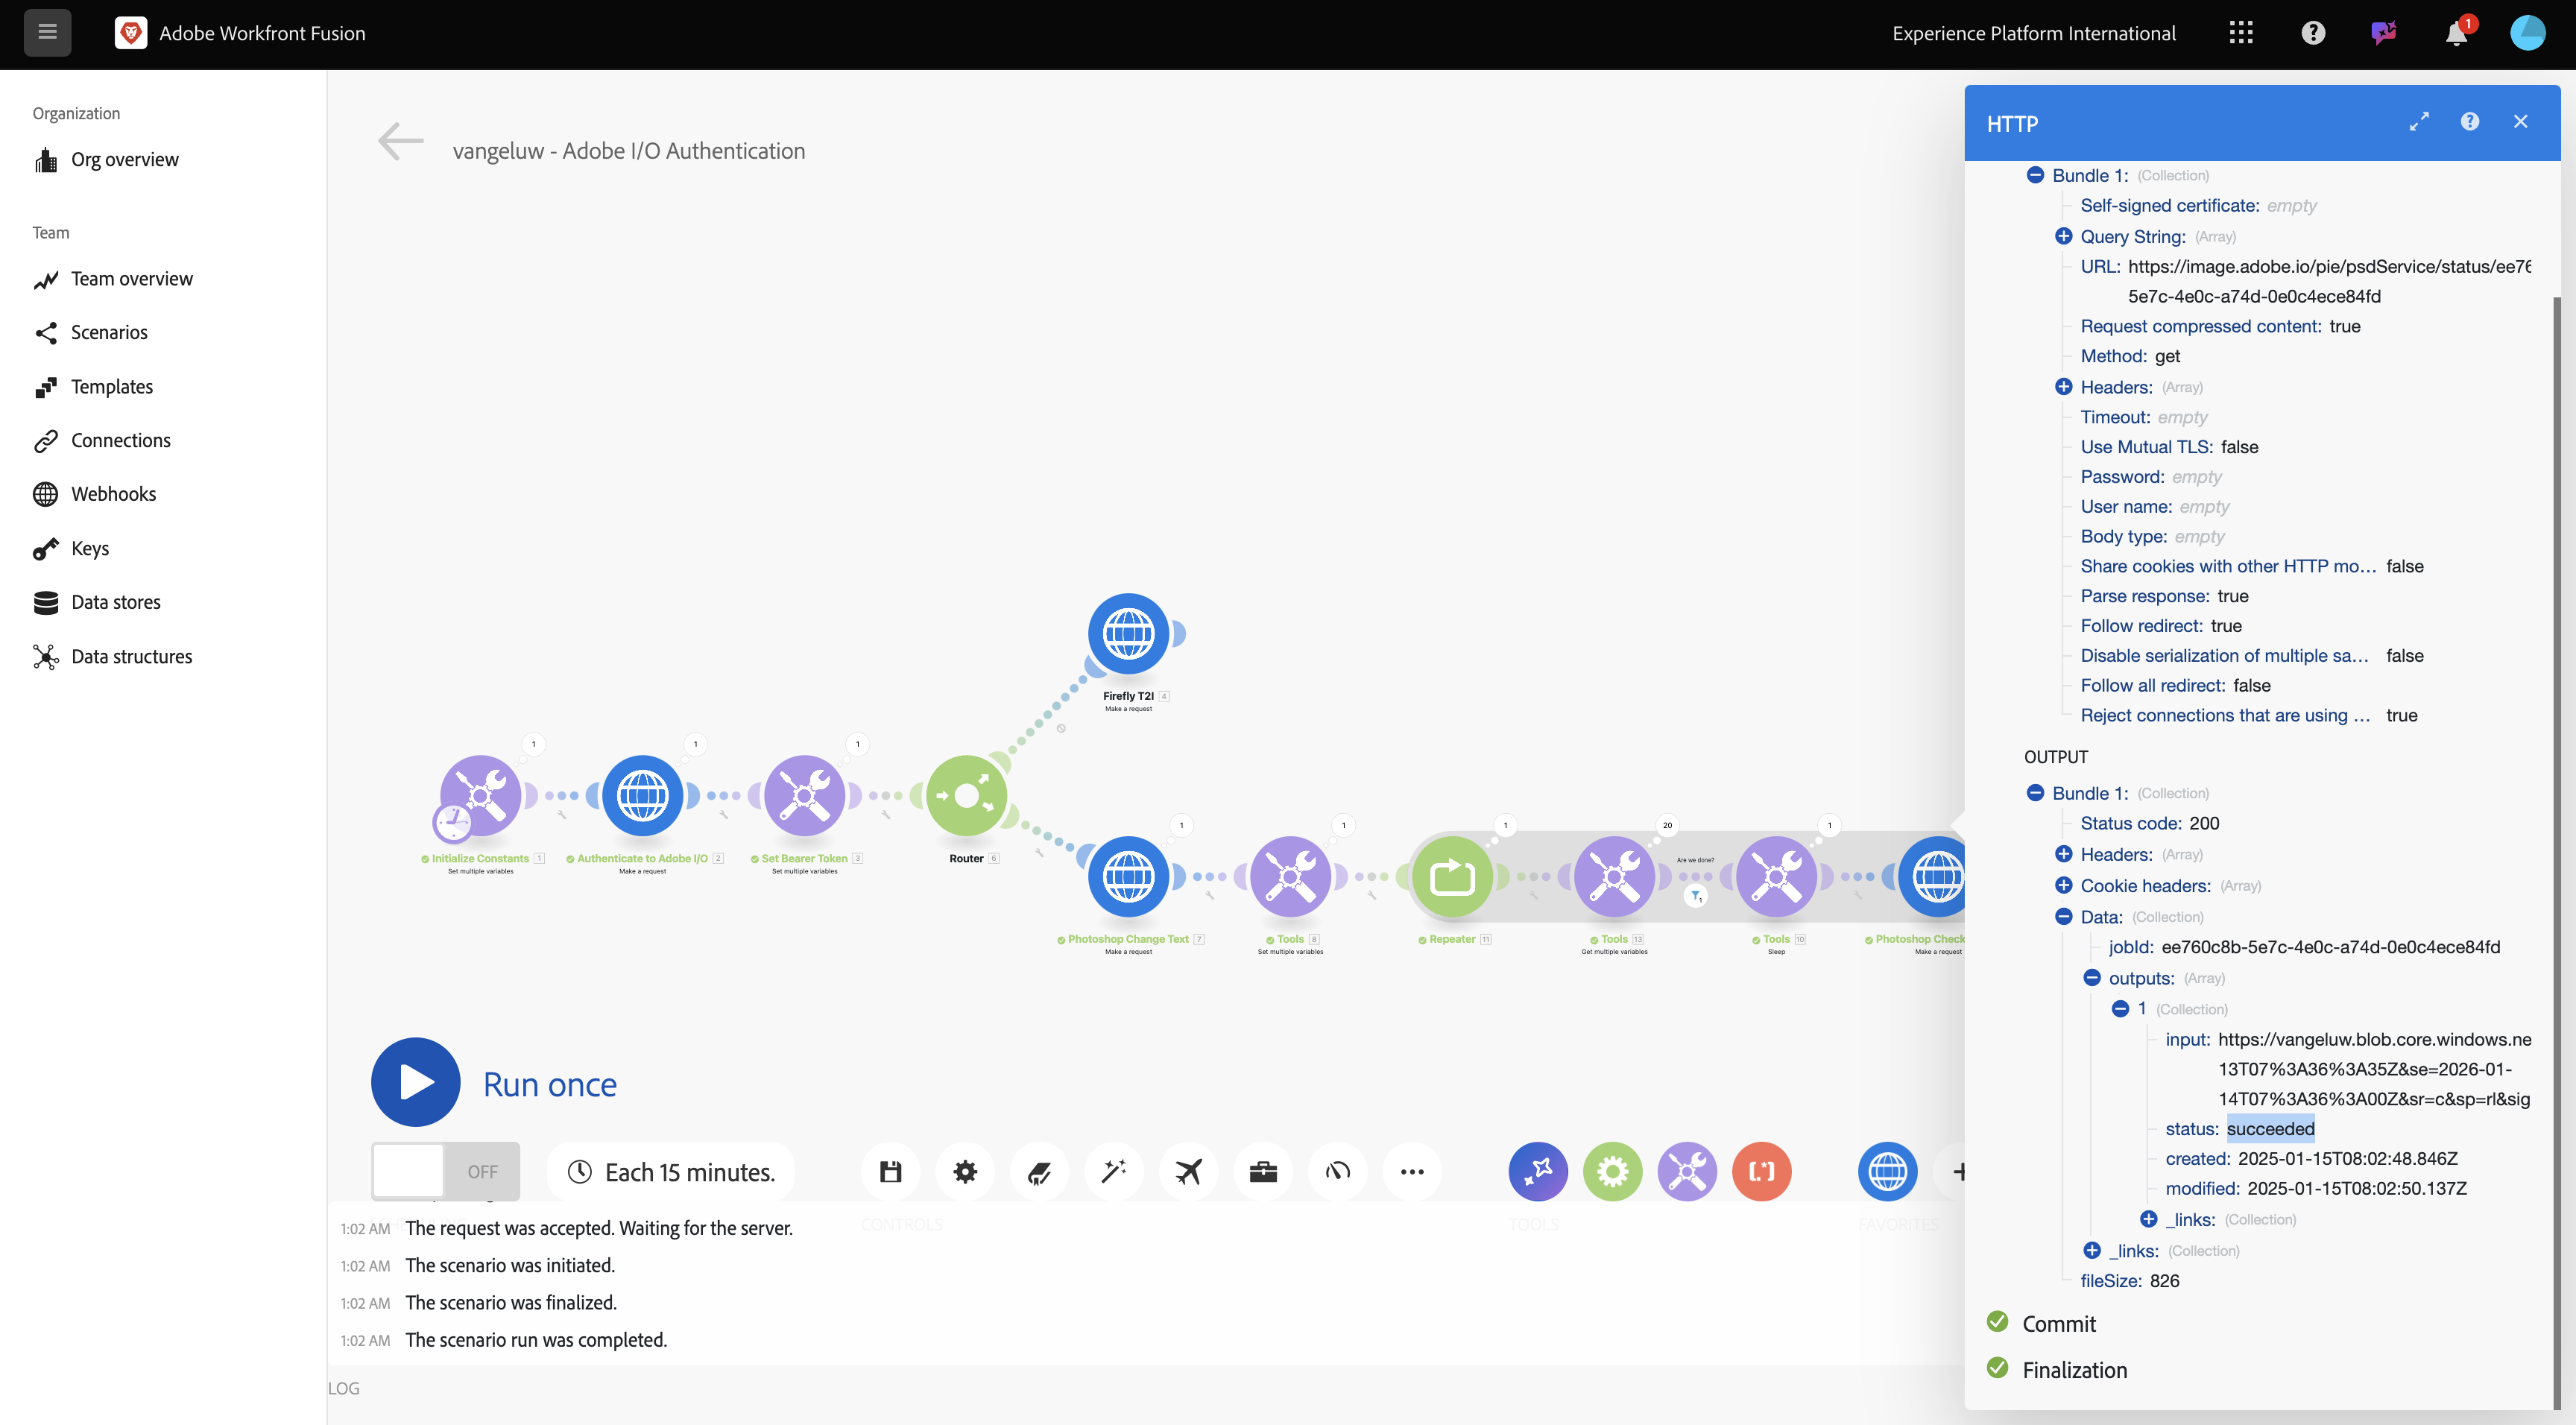 Adobe Workfront Fusion
Experience Platform International
1
Organization
Org overview
Team
Team overview
Scenarios
Templates
Connections
Webhooks
Keys
Data stores
Data structures
vangeluw - Adobe I/O Authentication
Firefly T2I 4
Make a request
1
Initialize Constants 1
Set multiple variables
1
Authenticate to Adobe I/O 2
Make a request
1
Set Bearer Token 3
Set multiple variables
Router 6
1
Photoshop Change Text 7
Make a request
1
Tools 8
Set multiple variables
1
Repeater 11
20
Tools 13
Get multiple variables
Are we done?
1
1
Tools 10
Sleep
Photoshop Check
Make a request
Run once
OFF
Each 15 minutes.
CONTROLS
TOOLS
FAVORITES
1:02 AM The request was accepted. Waiting for the server.
1:02 AM The scenario was initiated.
1:02 AM The scenario was finalized.
1:02 AM The scenario run was completed.
LOG
HTTP
Bundle 1: (Collection)
Self-signed certificate: empty
Query String: (Array)
URL: https://image.adobe.io/pie/psdService/status/ee76
5e7c-4e0c-a74d-0e0c4ece84fd
Request compressed content: true
Method: get
Headers: (Array)
Timeout: empty
Use Mutual TLS: false
Password: empty
User name: empty
Body type: empty
Share cookies with other HTTP mo... false
Parse response: true
Follow redirect: true
Disable serialization of multiple sa... false
Follow all redirect: false
Reject connections that are using ... true
OUTPUT
Bundle 1: (Collection)
Status code: 200
Headers: (Array)
Cookie headers: (Array)
Data: (Collection)
jobId: ee760c8b-5e7c-4e0c-a74d-0e0c4ece84fd
outputs: (Array)
1 (Collection)
input: https://vangeluw.blob.core.windows.ne
13T07%3A36%3A35Z&se=2026-01-
14T07%3A36%3A00Z&sr=c&sp=rl&sig
status: succeeded
created: 2025-01-15T08:02:48.846Z
modified: 2025-01-15T08:02:50.137Z
_links: (Collection)
_links: (Collection)
fileSize: 826
Commit
Finalization